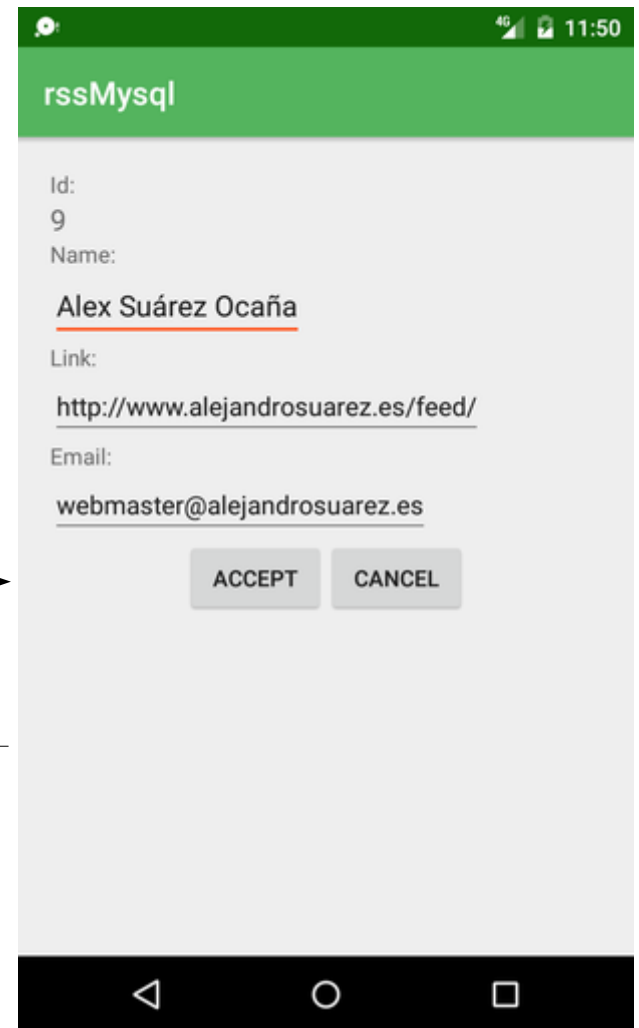 4G 11:50
rssMysql
Id:
9
Name:
Alex Suárez Ocaña
Link:
http://www.alejandrosuarez.es/feed/
Email:
webmaster@alejandrosuarez.es
ACCEPT CANCEL